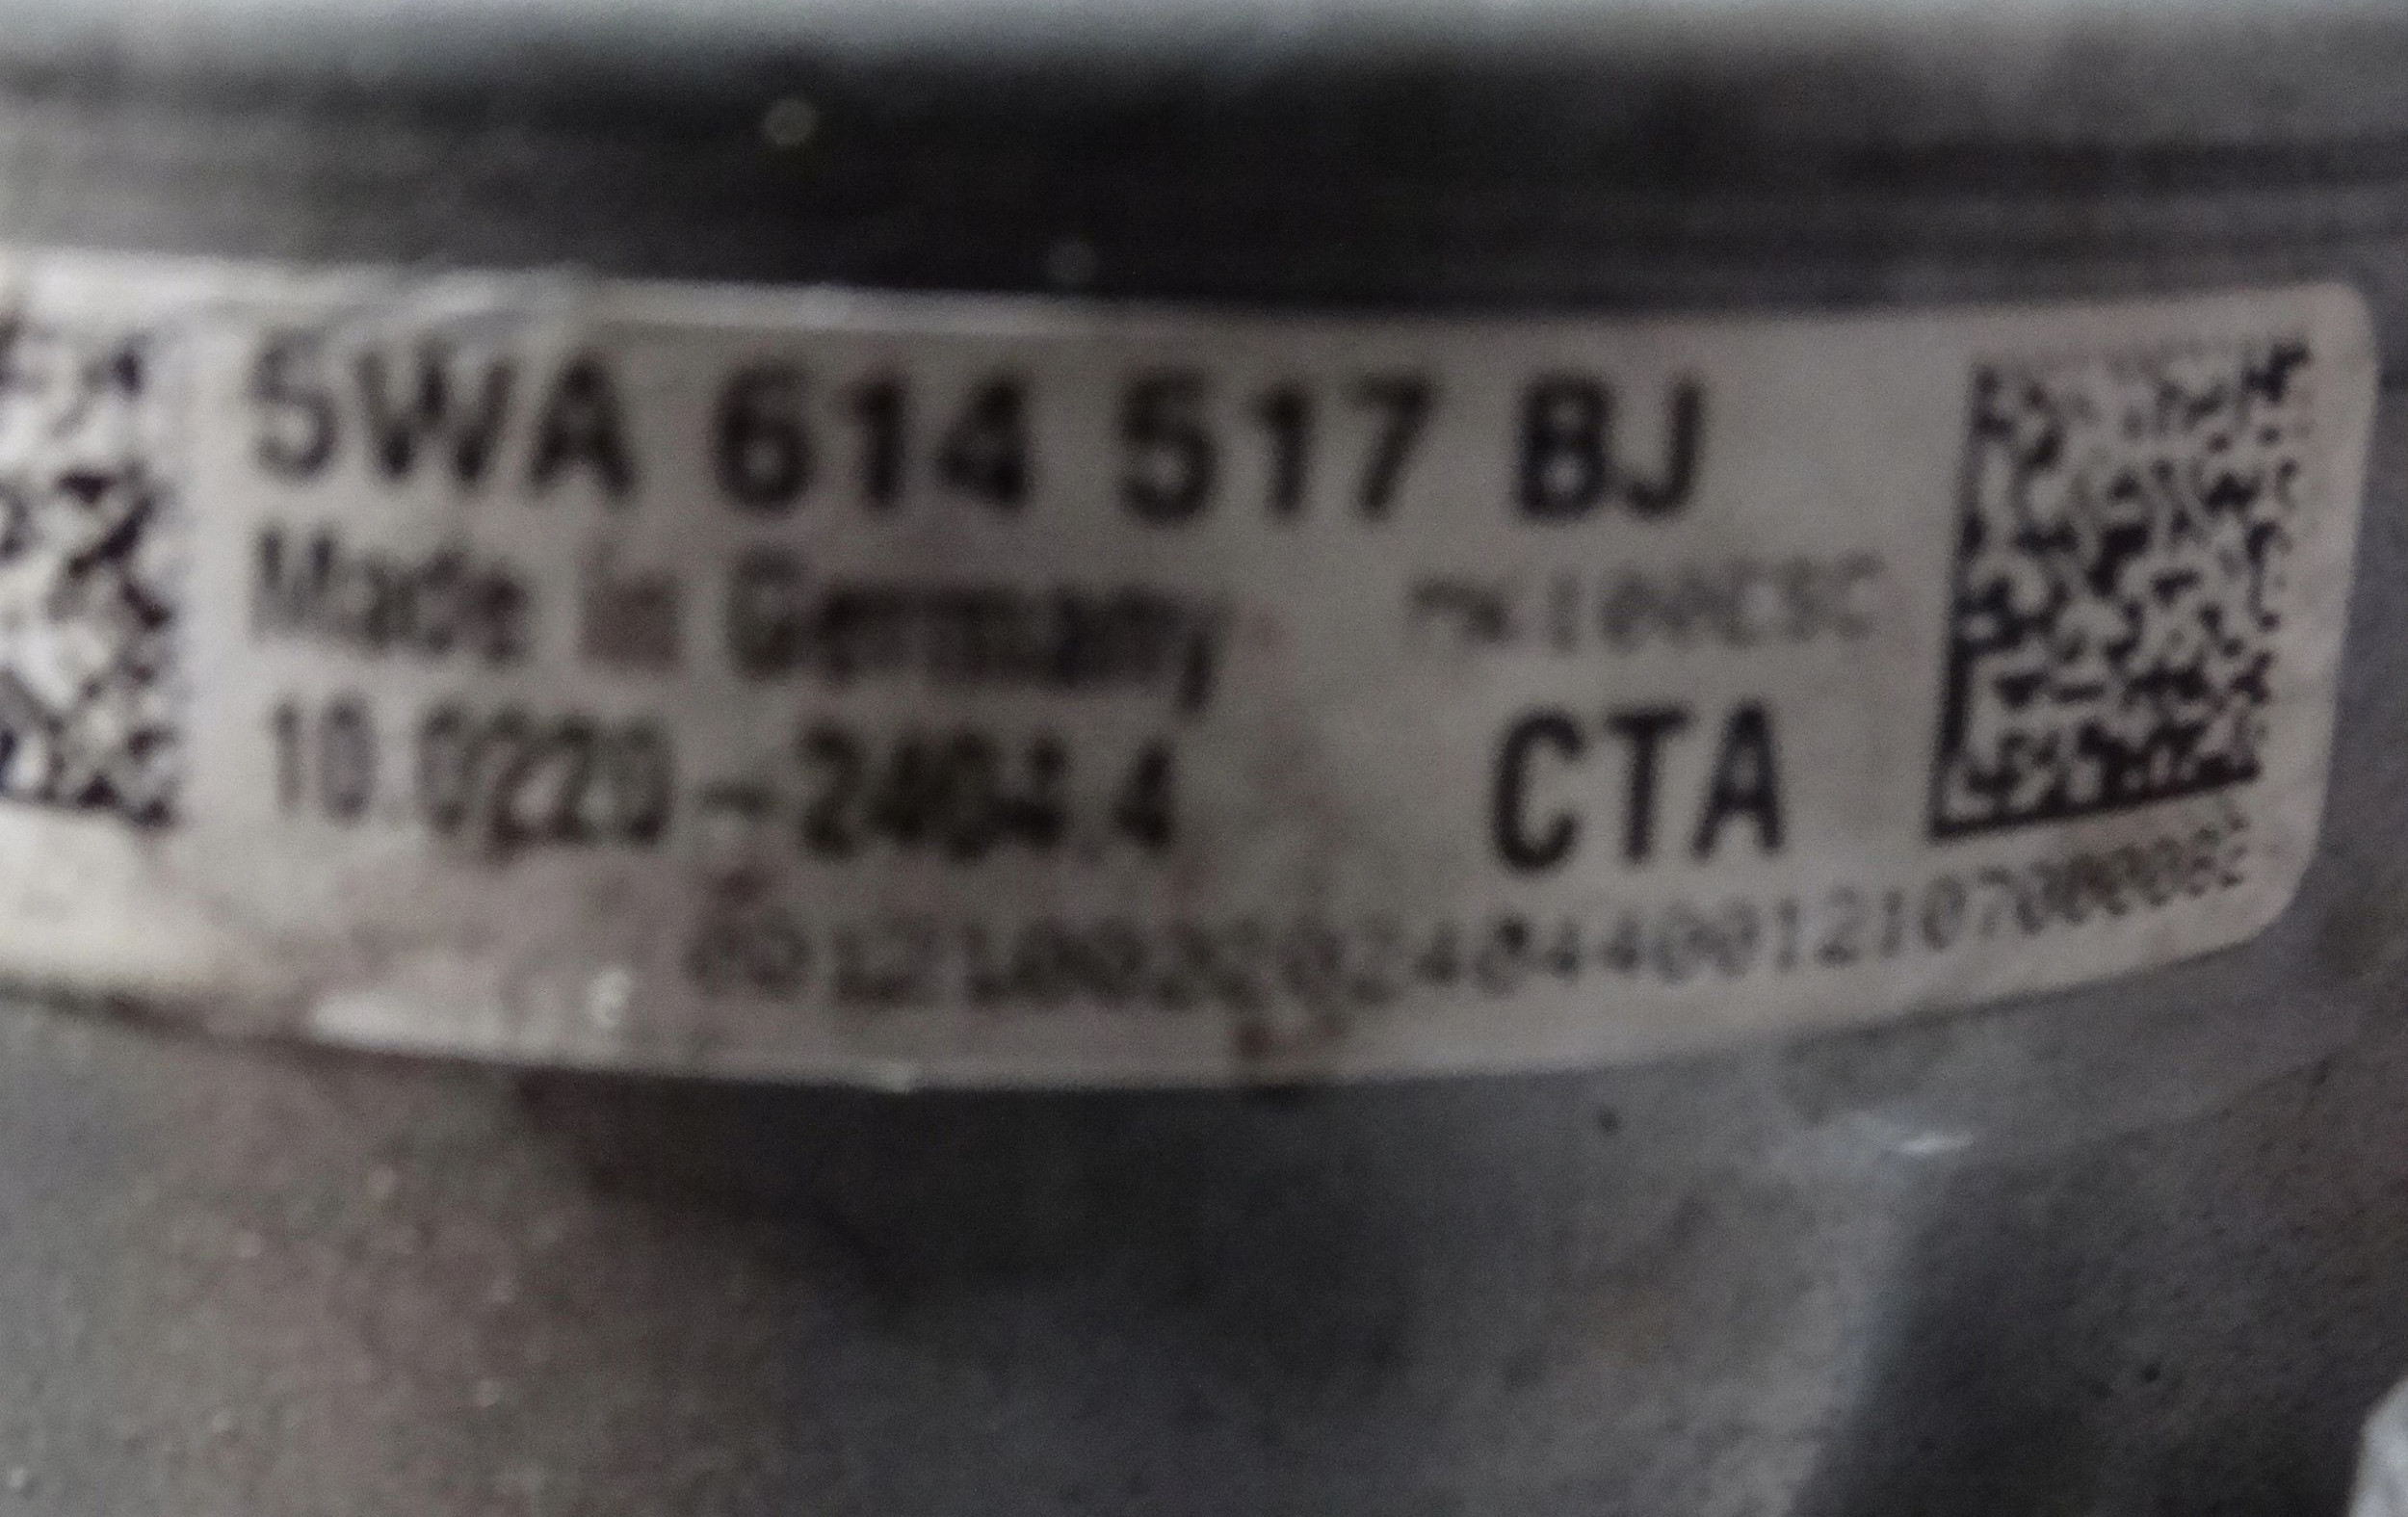 5WA 614 517 BJ
Made in Germany
10.0220-2404.4
CTA